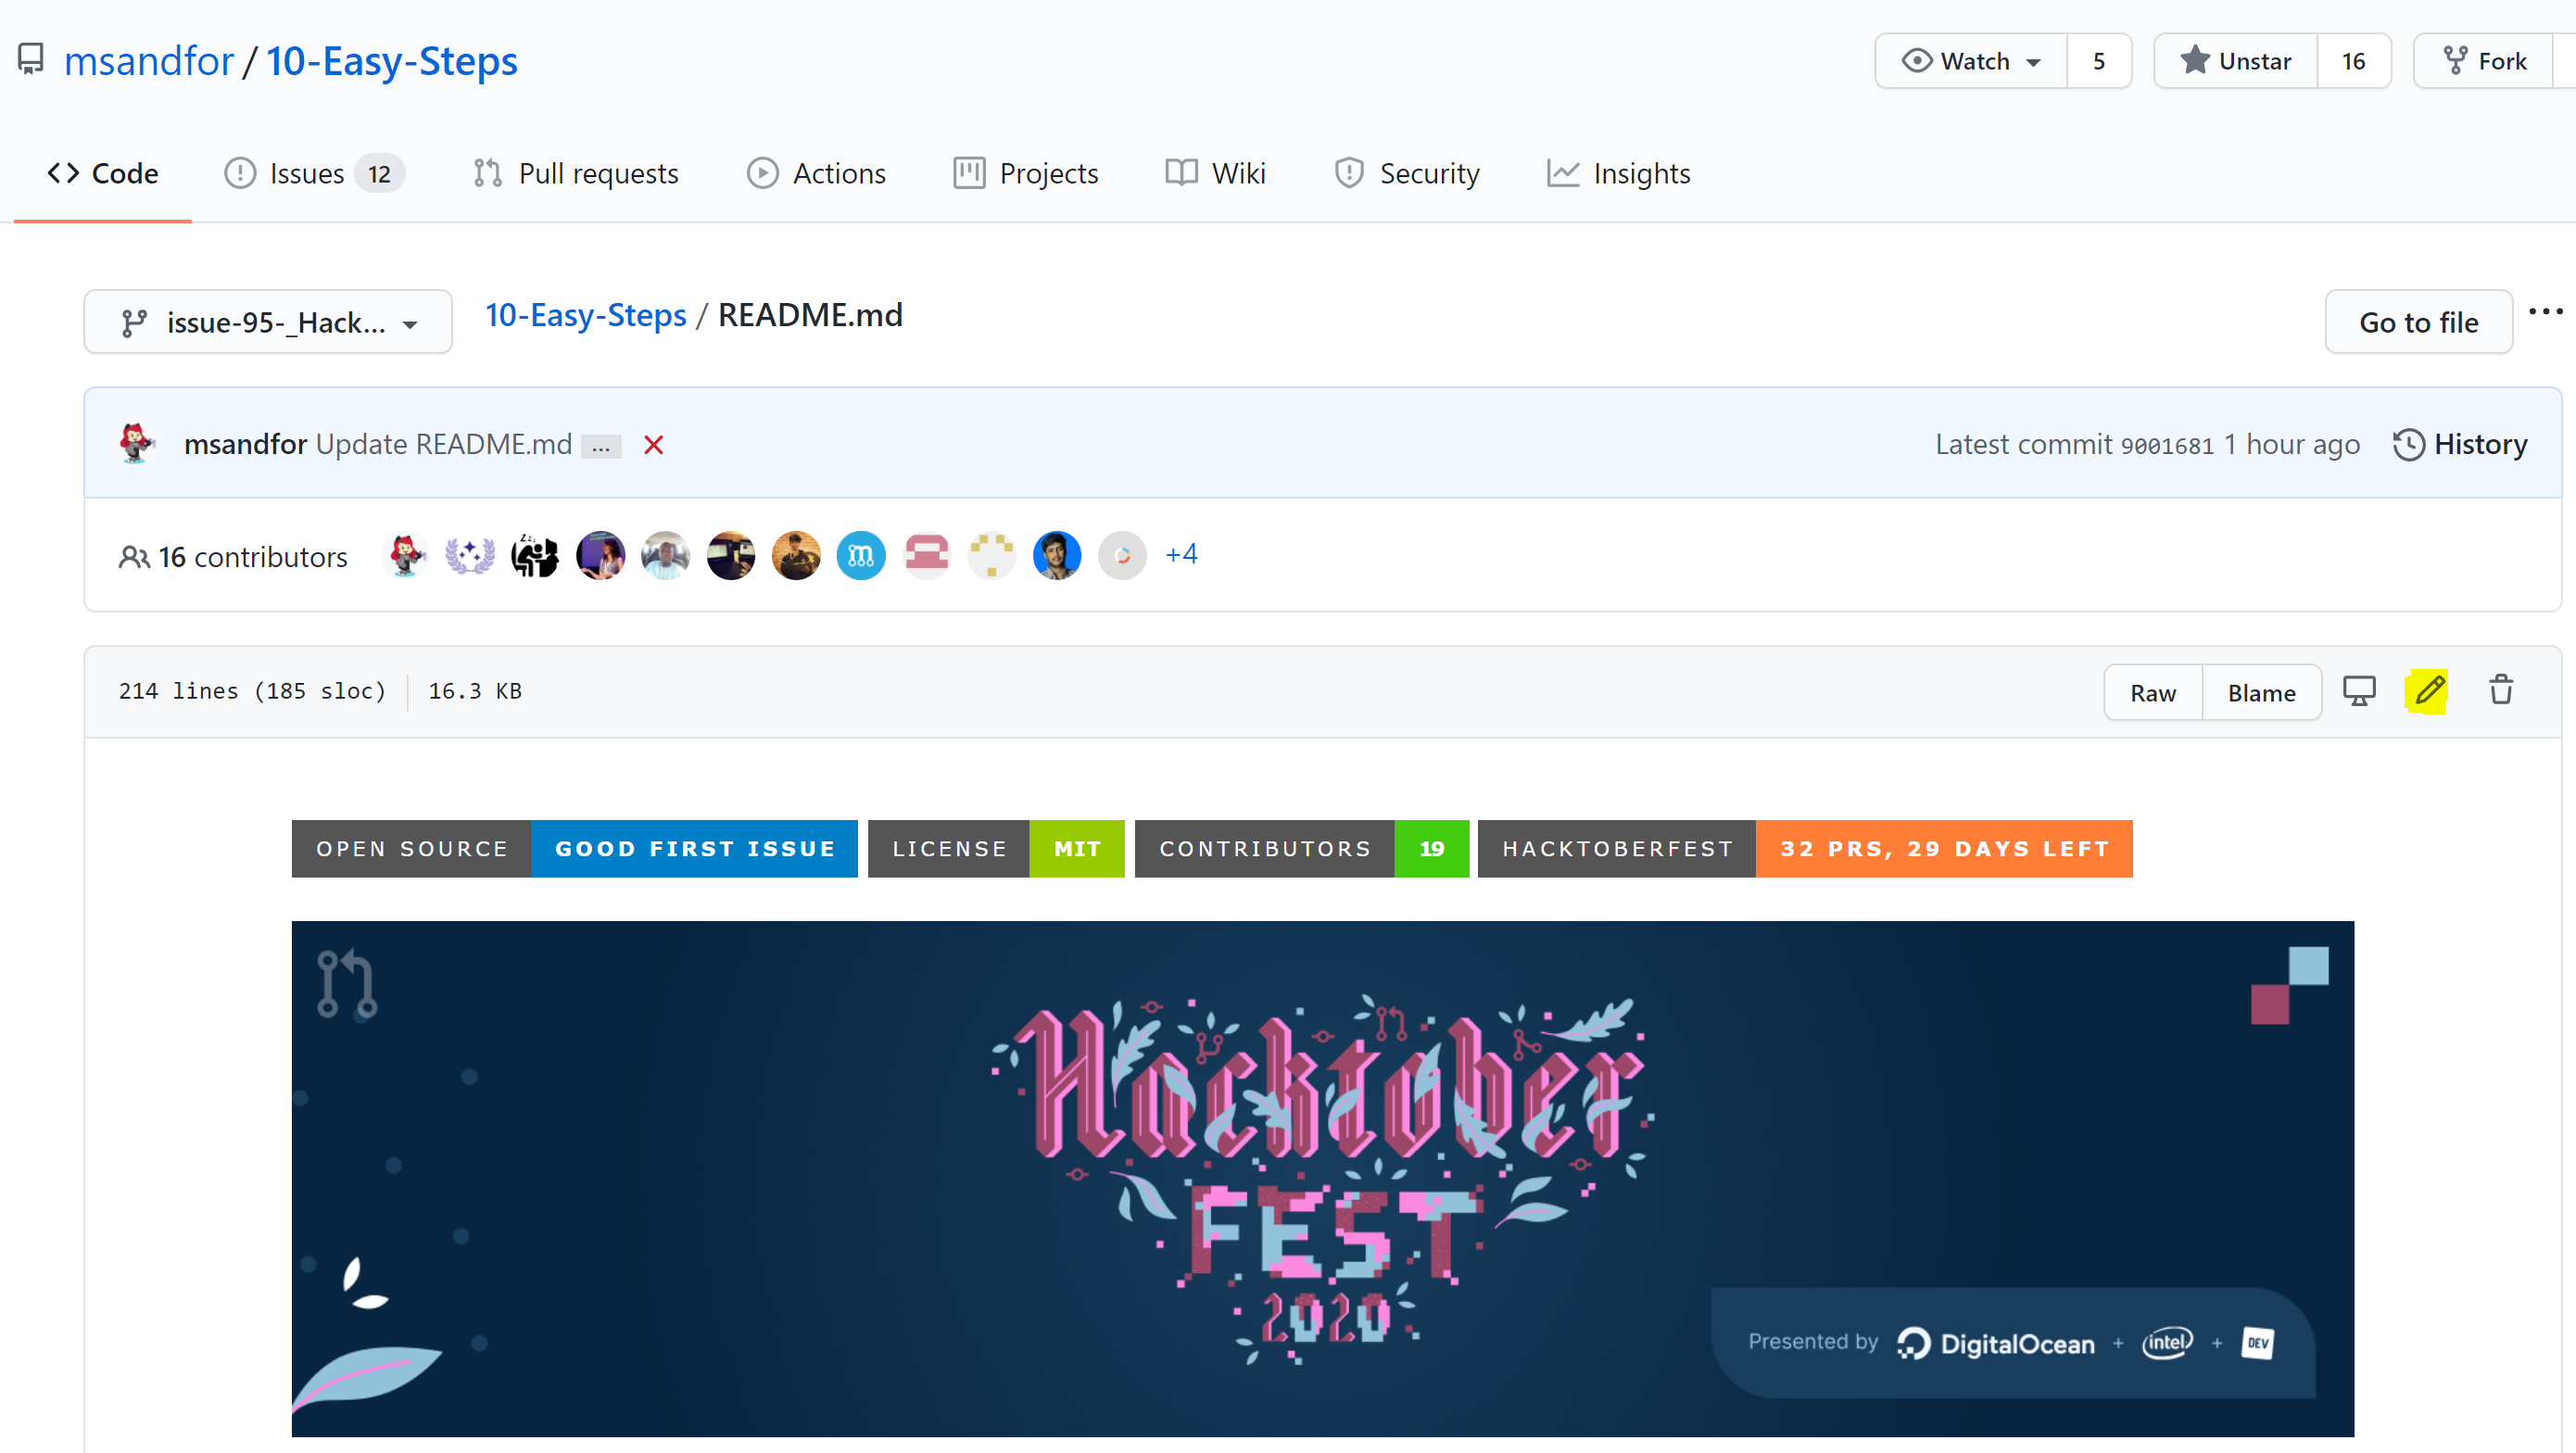 msandfor / 10-Easy-Steps
Watch 5 Unstar 16 Fork
Code Issues 12 Pull requests Actions Projects Wiki Security Insights
issue-95-_Hack... 10-Easy-Steps / README.md Go to file ...
msandfor Update README.md ... Latest commit 9001681 1 hour ago History
16 contributors +4
214 lines (185 sloc) 16.3 KB Raw Blame
OPEN SOURCE GOOD FIRST ISSUE LICENSE MIT CONTRIBUTORS 19 HACKTOBERFEST 32 PRS, 29 DAYS LEFT
Hacktober
FEST
2020
Presented by DigitalOcean + intel + DEV